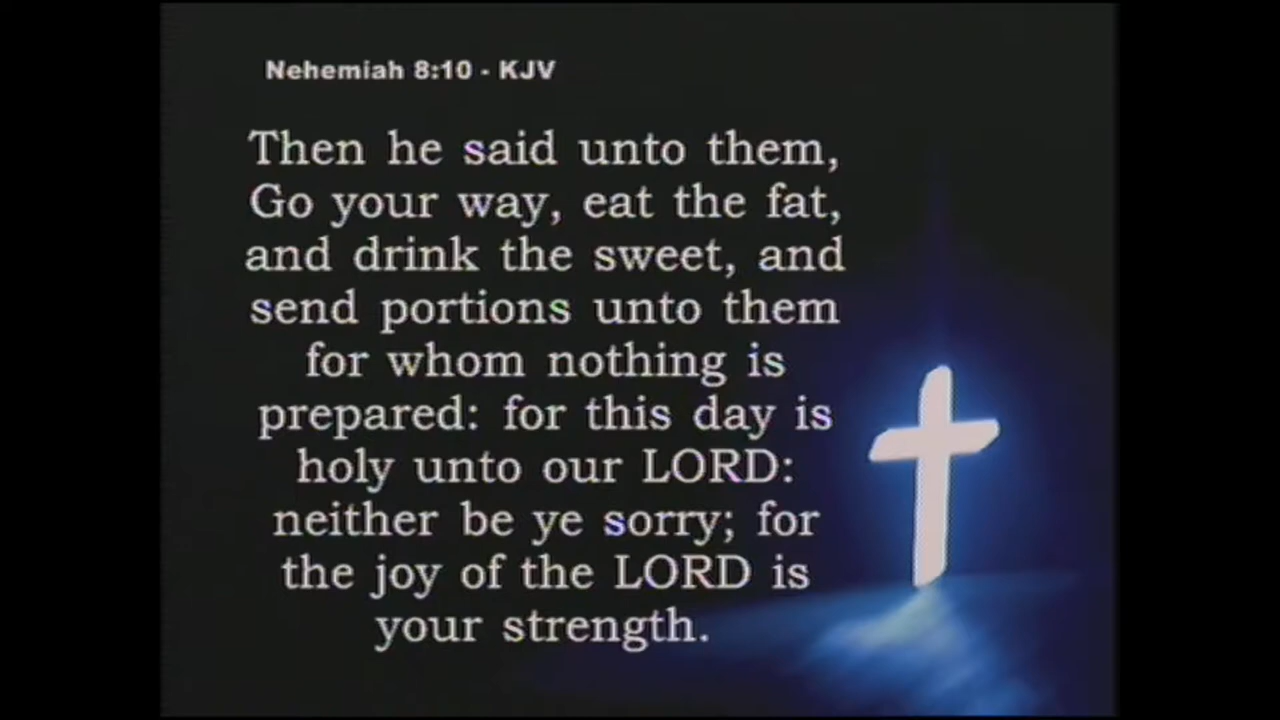 Nehemiah 8:10 - KJV
Then he said unto them,
Go your way, eat the fat,
and drink the sweet, and
send portions unto them
for whom nothing is
prepared: for this day is
holy unto our LORD:
neither be ye sorry; for
the joy of the LORD is
your strength.